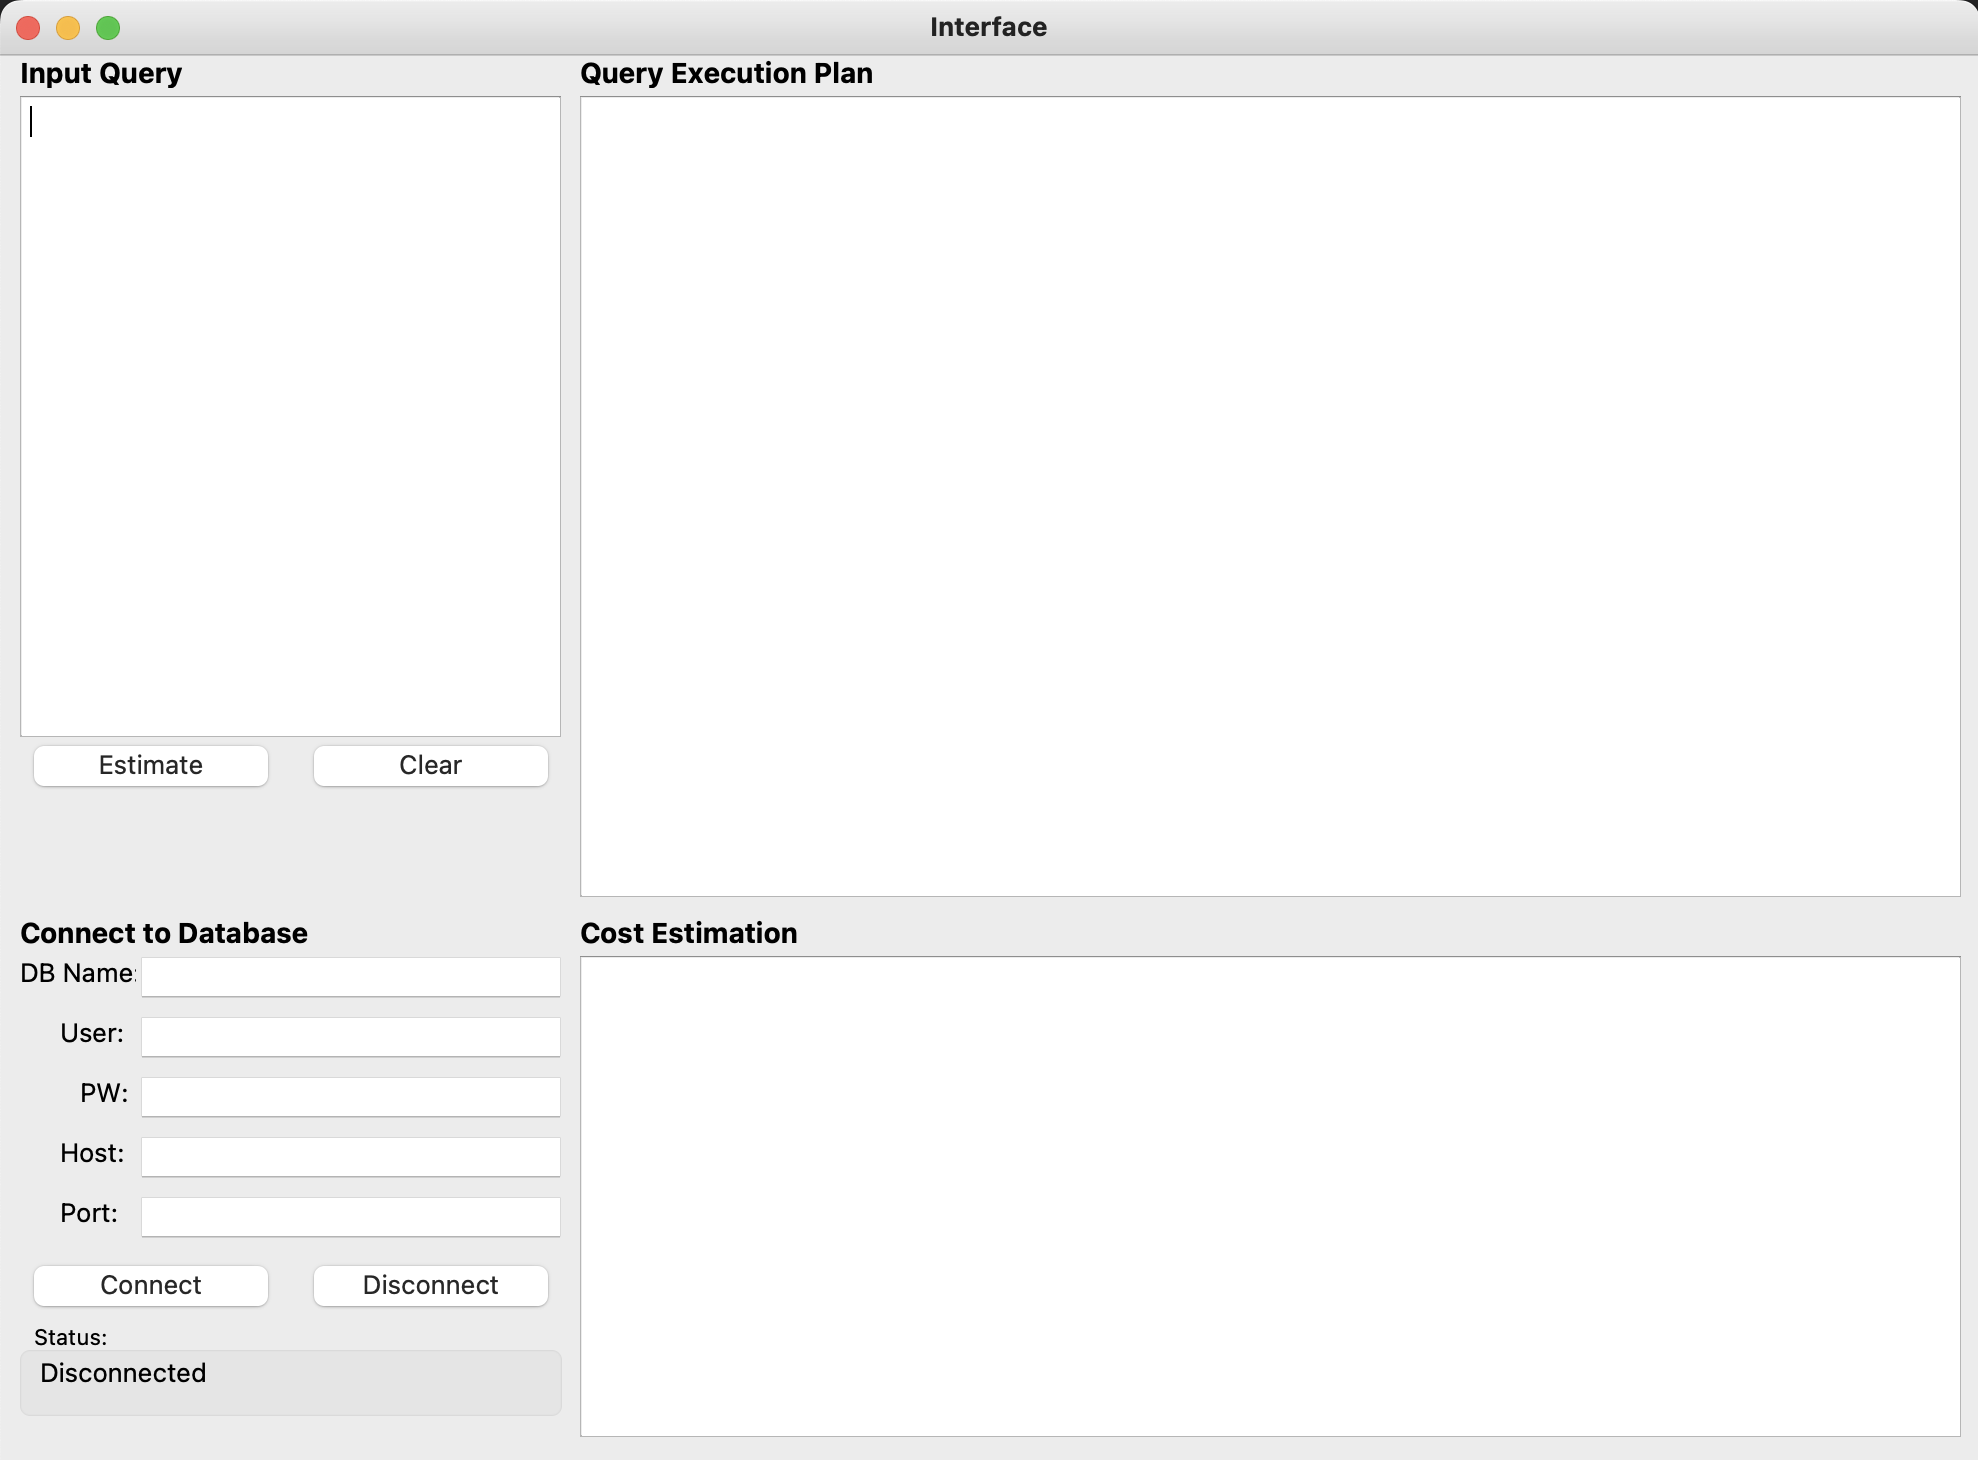 Interface
Input Query
Query Execution Plan
Estimate
Clear
Connect to Database
Cost Estimation
DB Name:
User:
PW:
Host:
Port:
Connect
Disconnect
Status:
Disconnected